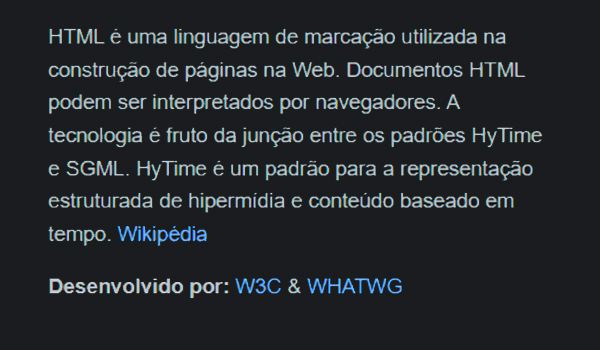 HTML é uma linguagem de marcação utilizada na
construção de páginas na Web. Documentos HTML
podem ser interpretados por navegadores. A
tecnologia é fruto da junção entre os padrões HyTime
e SGML. HyTime é um padrão para a representação
estruturada de hipermídia e conteúdo baseado em
tempo. Wikipédia
Desenvolvido por: W3C & WHATWG